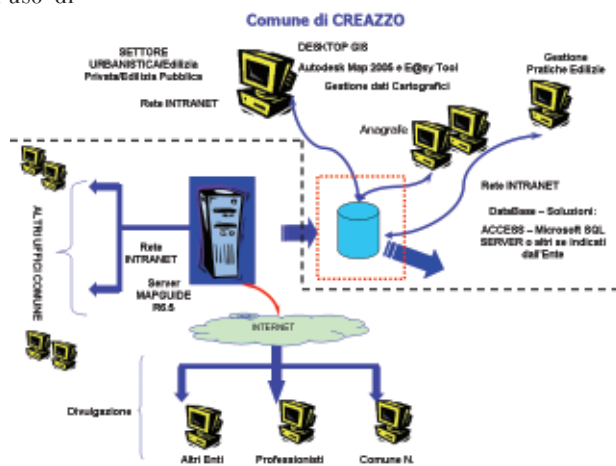 uso di
Comune di CREAZZO
SETTORE
URBANISTICA/Edilizia
Privata/Edilizia Pubblica
Rete INTRANET
DESKTOP GIS
Autodesk Map 2005 e E@sy Tool
Gestione dati Cartografici
Gestione
Pratiche Edilizie
Anagrafe
Rete INTRANET
DataBase – Soluzioni:
ACCESS – Microsoft SQL
SERVER o altri se indicati
dall'Ente
ALTRI UFFICI COMUNE
Rete
INTRANET
Server
MAPGUIDE
R6.5
INTERNET
Divulgazione
Altri Enti
Professionisti
Comune N.